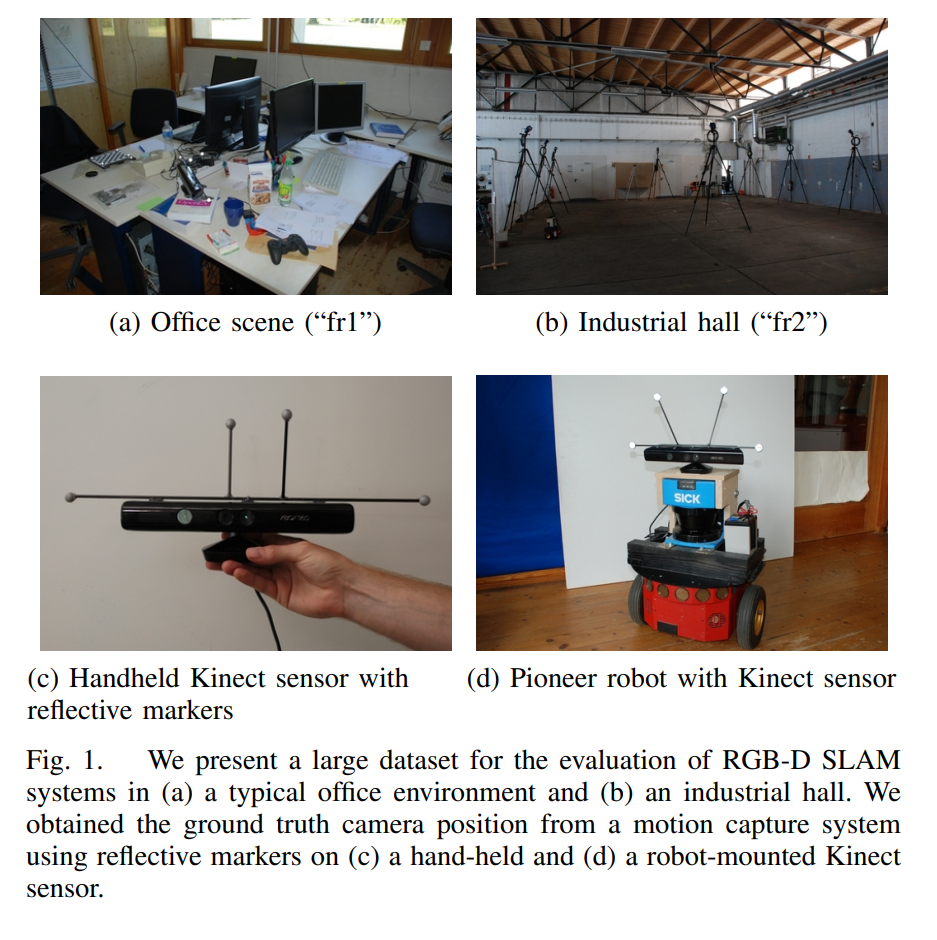 (a) Office scene (“fr1”)
(b) Industrial hall (“fr2”)
SICK
(c) Handheld Kinect sensor with
reflective markers
(d) Pioneer robot with Kinect sensor
Fig. 1. We present a large dataset for the evaluation of RGB-D SLAM
systems in (a) a typical office environment and (b) an industrial hall. We
obtained the ground truth camera position from a motion capture system
using reflective markers on (c) a hand-held and (d) a robot-mounted Kinect
sensor.